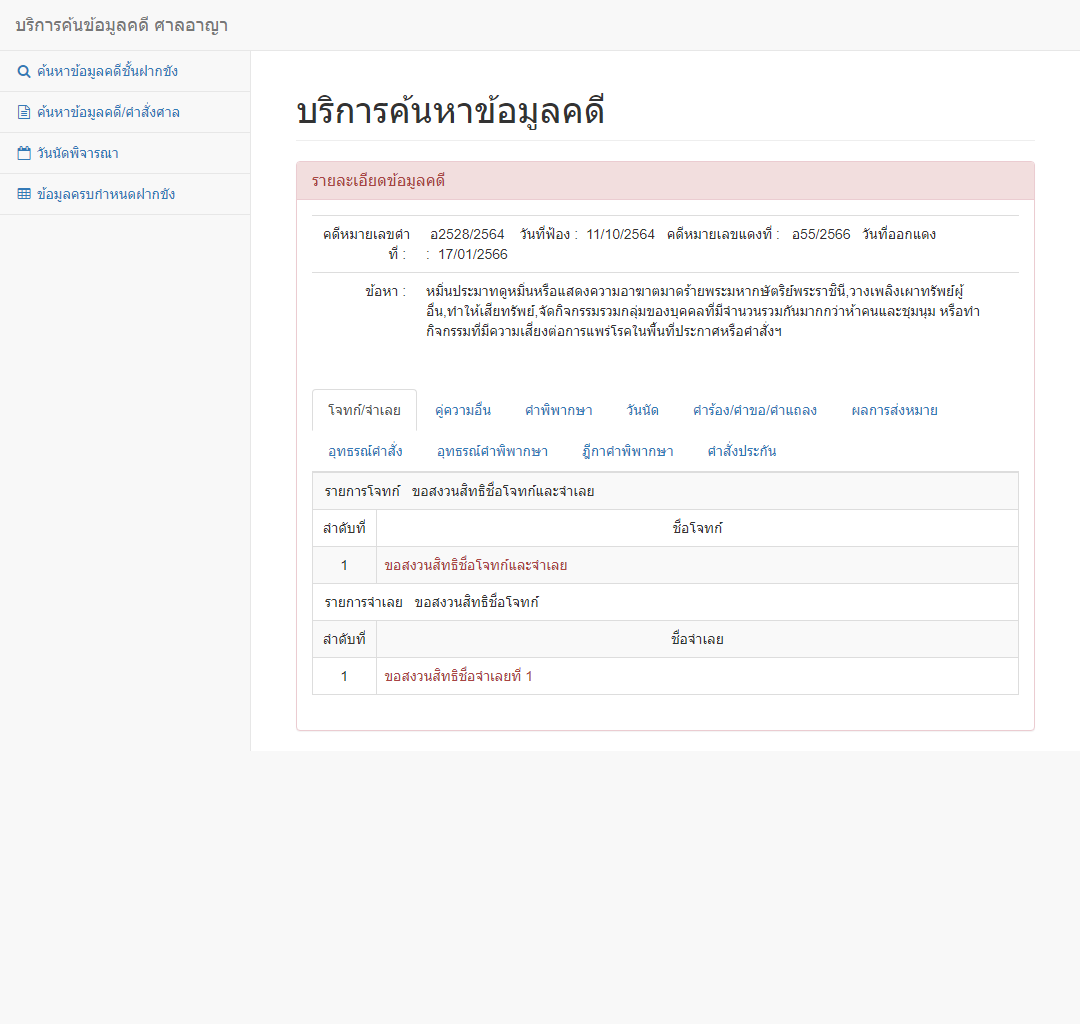 บริการค้นข้อมูลคดี ศาลอาญา
ค้นหาข้อมูลคดีชั้นฝากขัง
ค้นหาข้อมูลคดี/คำสั่งศาล
วันนัดพิจารณา
ข้อมูลครบกำหนดฝากขัง
บริการค้นหาข้อมูลคดี
รายละเอียดข้อมูลคดี
คดีหมายเลขดำ อ2528/2564 วันที่ฟ้อง : 11/10/2564 คดีหมายเลขแดงที่ : อ55/2566 วันที่ออกแดง
ที่ : : 17/01/2566
ข้อหา : หมิ่นประมาทดูหมิ่นหรือแสดงความอาฆาตมาดร้ายพระมหากษัตริย์พระราชินี,วางเพลิงเผาทรัพย์ผู้
อื่น,ทำให้เสียทรัพย์,จัดกิจกรรมรวมกลุ่มของบุคคลที่มีจำนวนรวมกันมากกว่าห้าคนและชุมนุม หรือทำ
กิจกรรมที่มีความเสี่ยงต่อการแพร่โรคในพื้นที่ประกาศหรือคำสั่งฯ
โจทก์/จำเลย คู่ความอื่น คำพิพากษา วันนัด คำร้อง/คำขอ/คำแถลง ผลการส่งหมาย
อุทธรณ์คำสั่ง อุทธรณ์คำพิพากษา ฎีกาคำพิพากษา คำสั่งประกัน
รายการโจทก์ ขอสงวนสิทธิชื่อโจทก์และจำเลย
ลำดับที่ ชื่อโจทก์
1 ขอสงวนสิทธิชื่อโจทก์และจำเลย
รายการจำเลย ขอสงวนสิทธิชื่อโจทก์
ลำดับที่ ชื่อจำเลย
1 ขอสงวนสิทธิชื่อจำเลยที่ 1